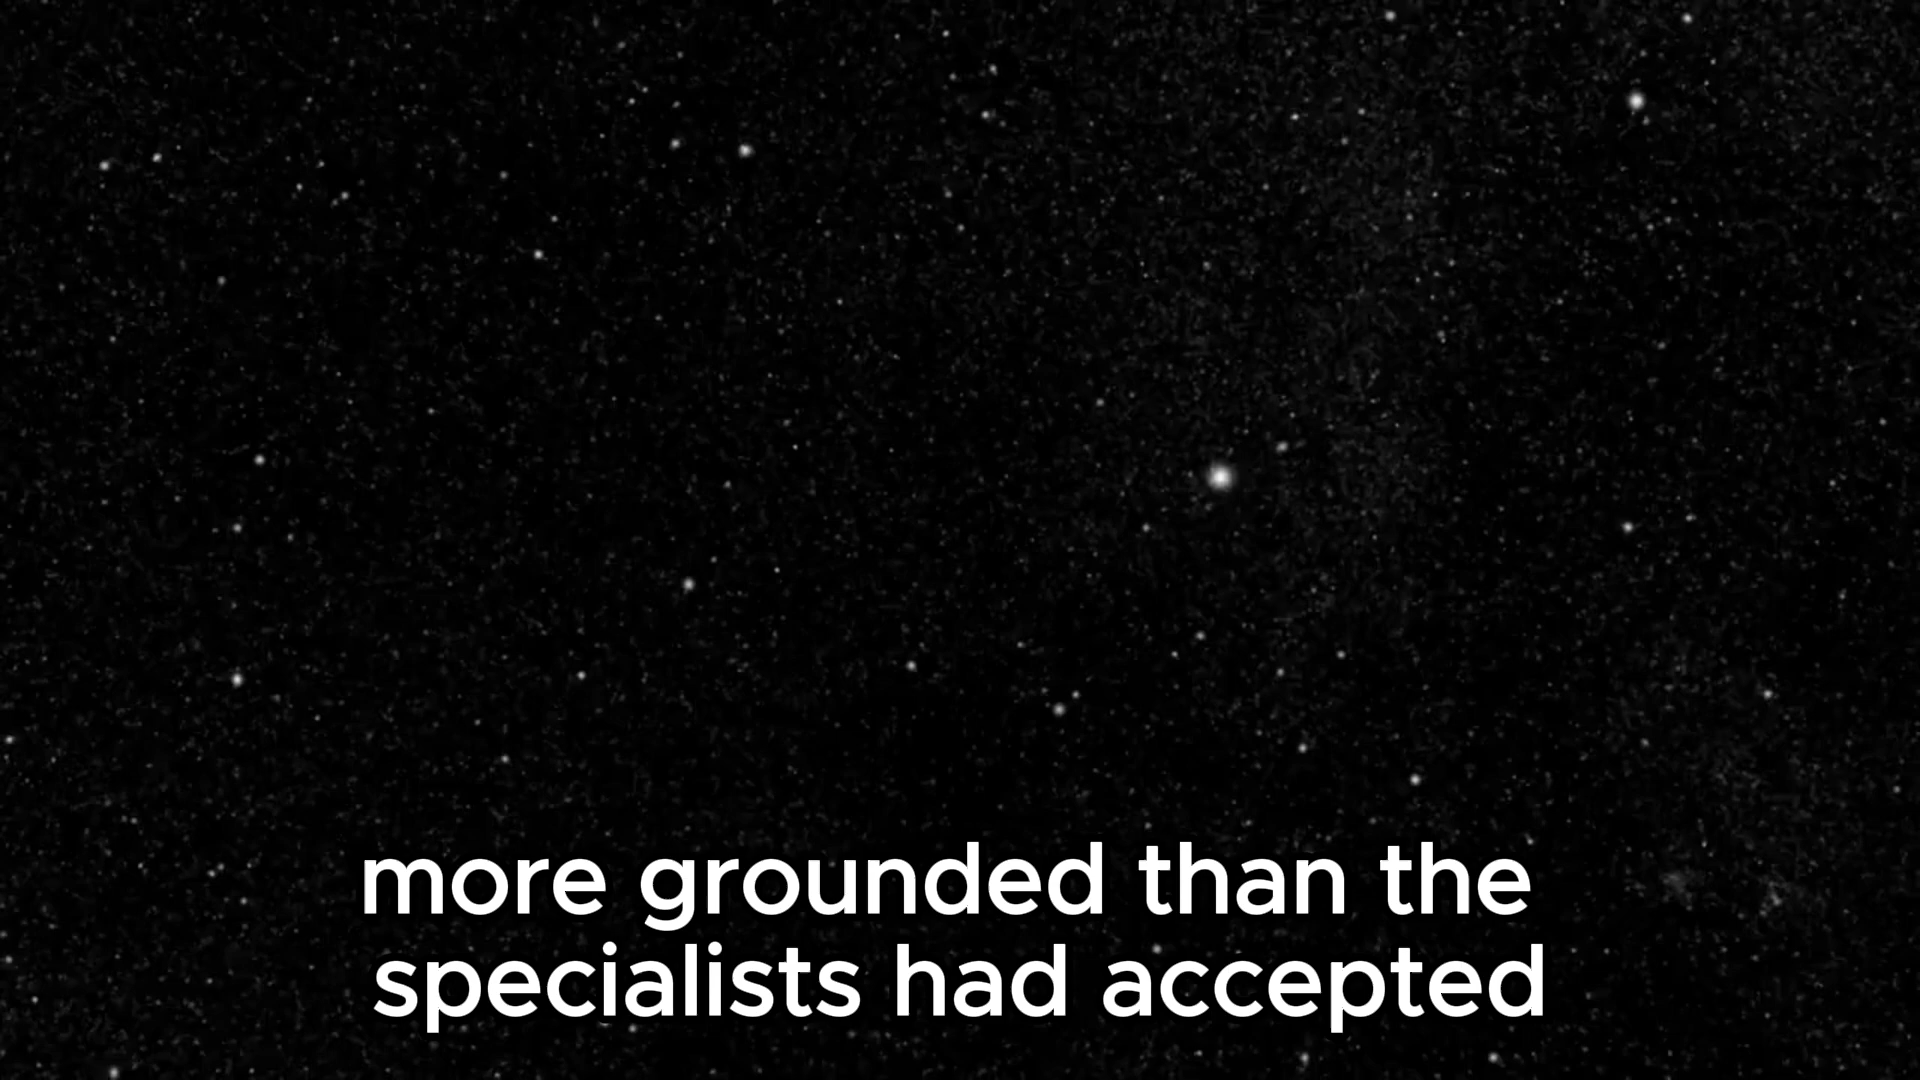 more grounded than the
specialists had accepted